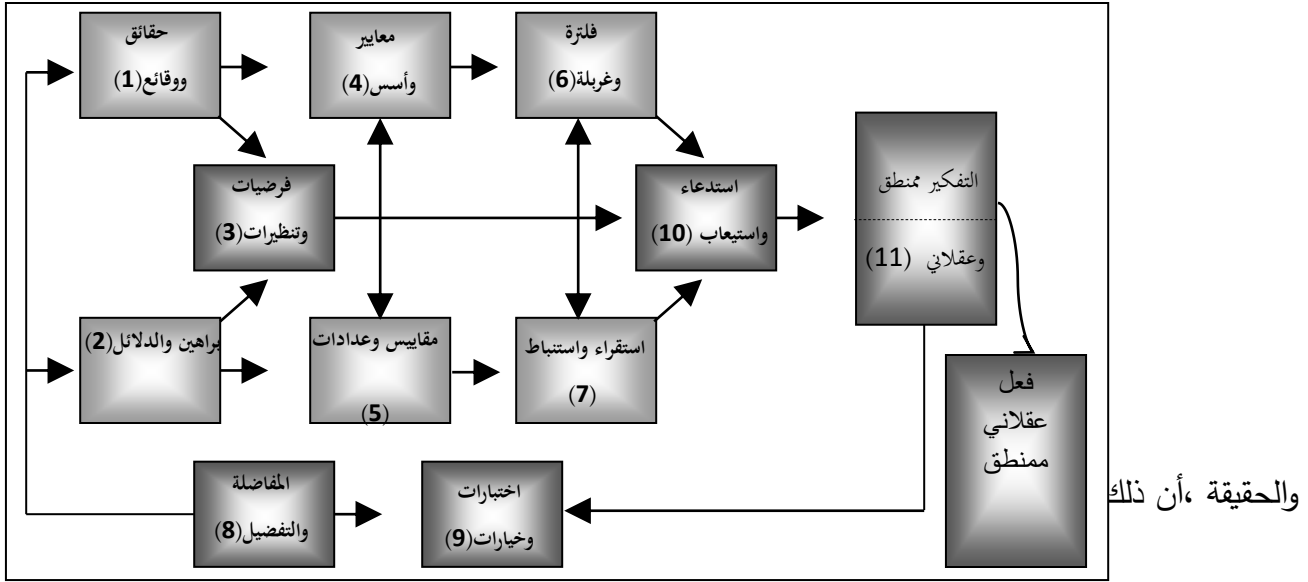 حقائق
ووقائع(1)
معايير
وأسس(4)
فلترة
وغربلة(6)
فرضيات
وتنظيرات(3)
استدعاء
واستيعاب (10)
التفكير ممنطق
وعقلاني (11)
براهين والدلائل(2)
مقاييس وعدادات
(5)
استقراء واستنباط
(7)
فعل
عقلاني
ممنطق
المفاضلة
والتفضيل(8)
اختبارات
وخيارات(9)
والحقيقة ،أن ذلك